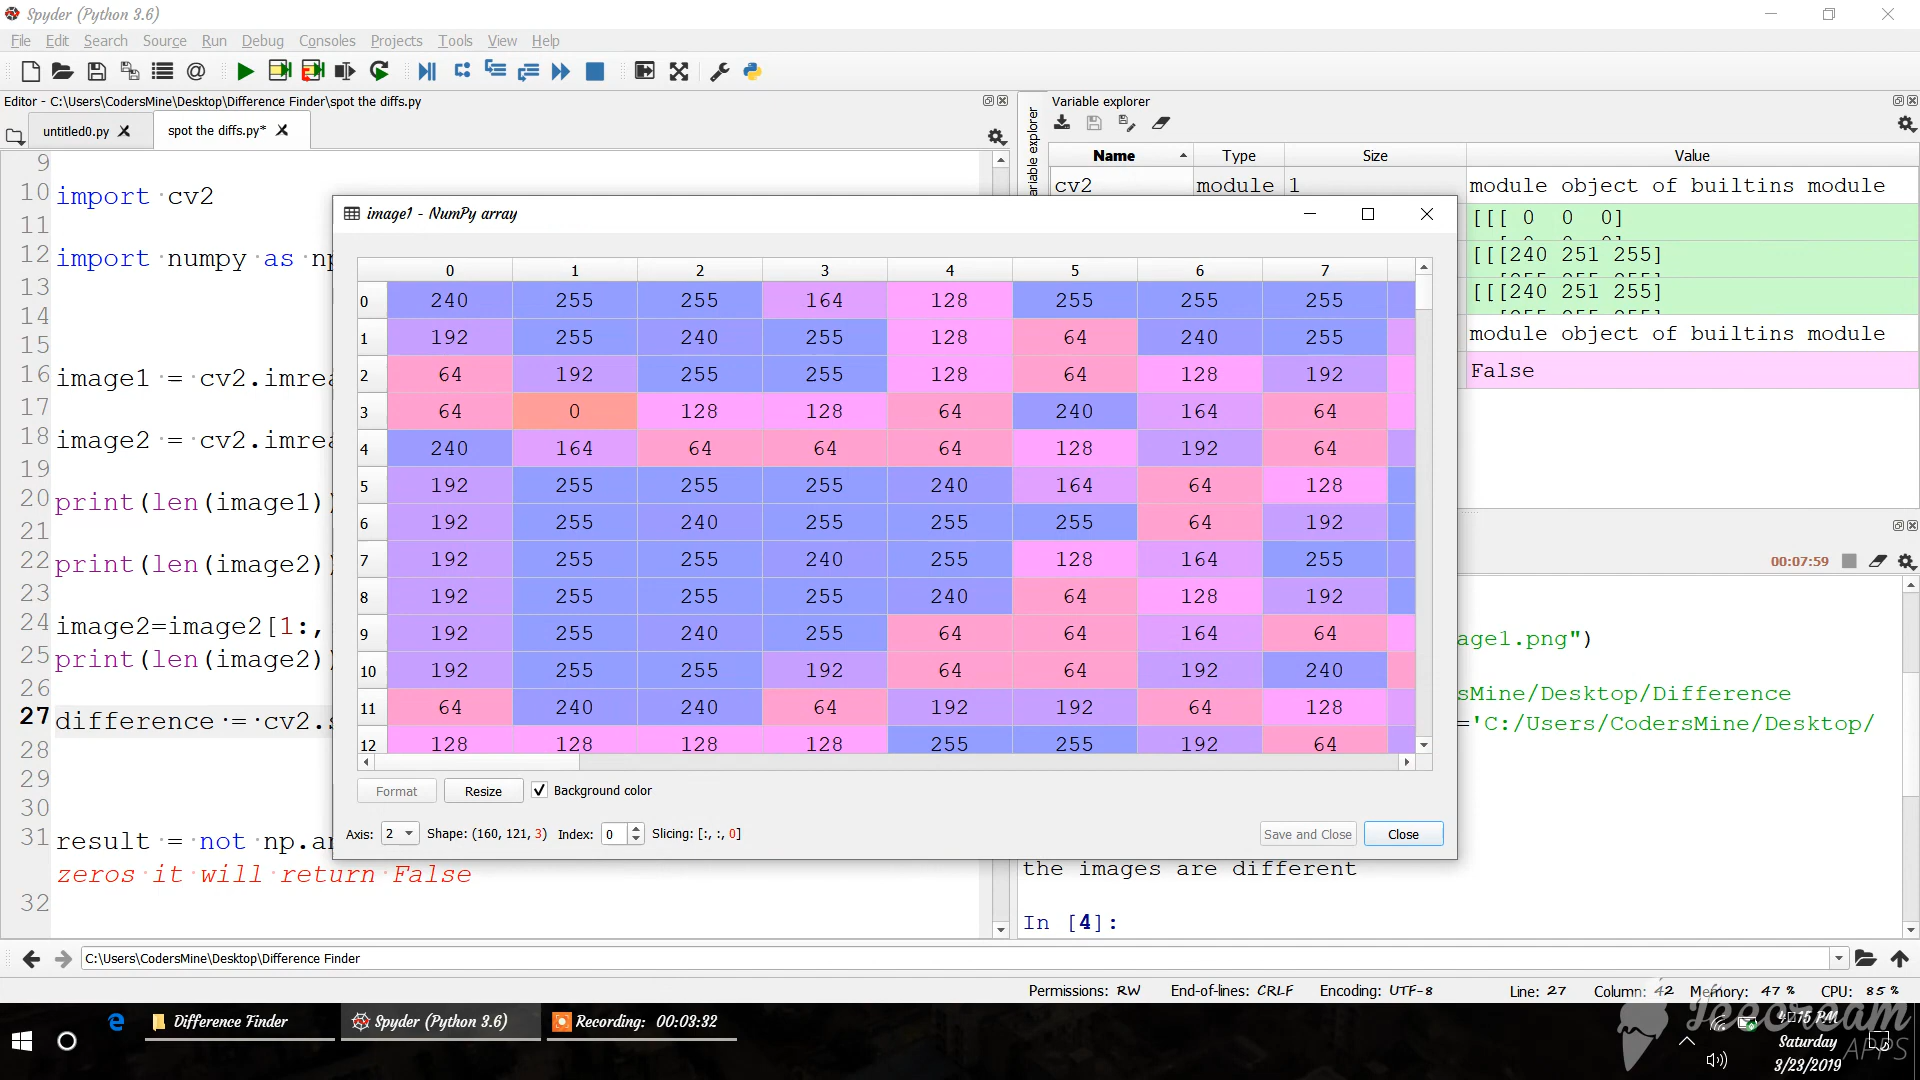 Spyder (Python 3.6)
File Edit Search Source Run Debug Consoles Projects Tools View Help
Editor - C:\Users\CodersMine\Desktop\Difference Finder\spot the diffs.py
untitled0.py
spot the diffs.py*
9
10 import cv2
11
12 import numpy as np
13
14
15
16 image1 = cv2.imrea
17
18 image2 = cv2.imrea
19
20 print(len(image1))
21
22 print(len(image2))
23
24 image2=image2[1:,
25 print(len(image2))
26
27 difference = cv2.s
28
29
30
31 result = not np.a
zeros it will return False
32
Variable explorer
Name Type Size Value
cv2 module 1 module object of builtins module
[[[ 0 0 0]
[[[240 251 255]
[[[240 251 255]
module object of builtins module
False
image1 - NumPy array
0 1 2 3 4 5 6 7
0 240 255 255 164 128 255 255 255
1 192 255 240 255 128 64 240 255
2 64 192 255 255 128 64 128 192
3 64 0 128 128 64 240 164 64
4 240 164 64 64 64 128 192 64
5 192 255 255 255 240 164 64 128
6 192 255 240 255 255 255 64 192
7 192 255 255 240 255 128 164 255
8 192 255 255 255 240 64 128 192
9 192 255 240 255 64 64 164 64
10 192 255 255 192 64 64 192 240
11 64 240 240 64 192 192 64 128
12 128 128 128 128 255 255 192 64
Format Resize Background color
Axis: 2 Shape: (160, 121, 3) Index: 0 Slicing: [:, :, 0]
Save and Close Close
00:07:59
age1.png")
sMine/Desktop/Difference
='C:/Users/CodersMine/Desktop/
the images are different
In [4]:
C:\Users\CodersMine\Desktop\Difference Finder
Permissions: RW End-of-lines: CRLF Encoding: UTF-8 Line: 27 Column: 42 Memory: 47 % CPU: 85 %
Difference Finder
Spyder (Python 3.6)
Recording: 00:03:32
Saturday
3/23/2019
Icecream
APPS